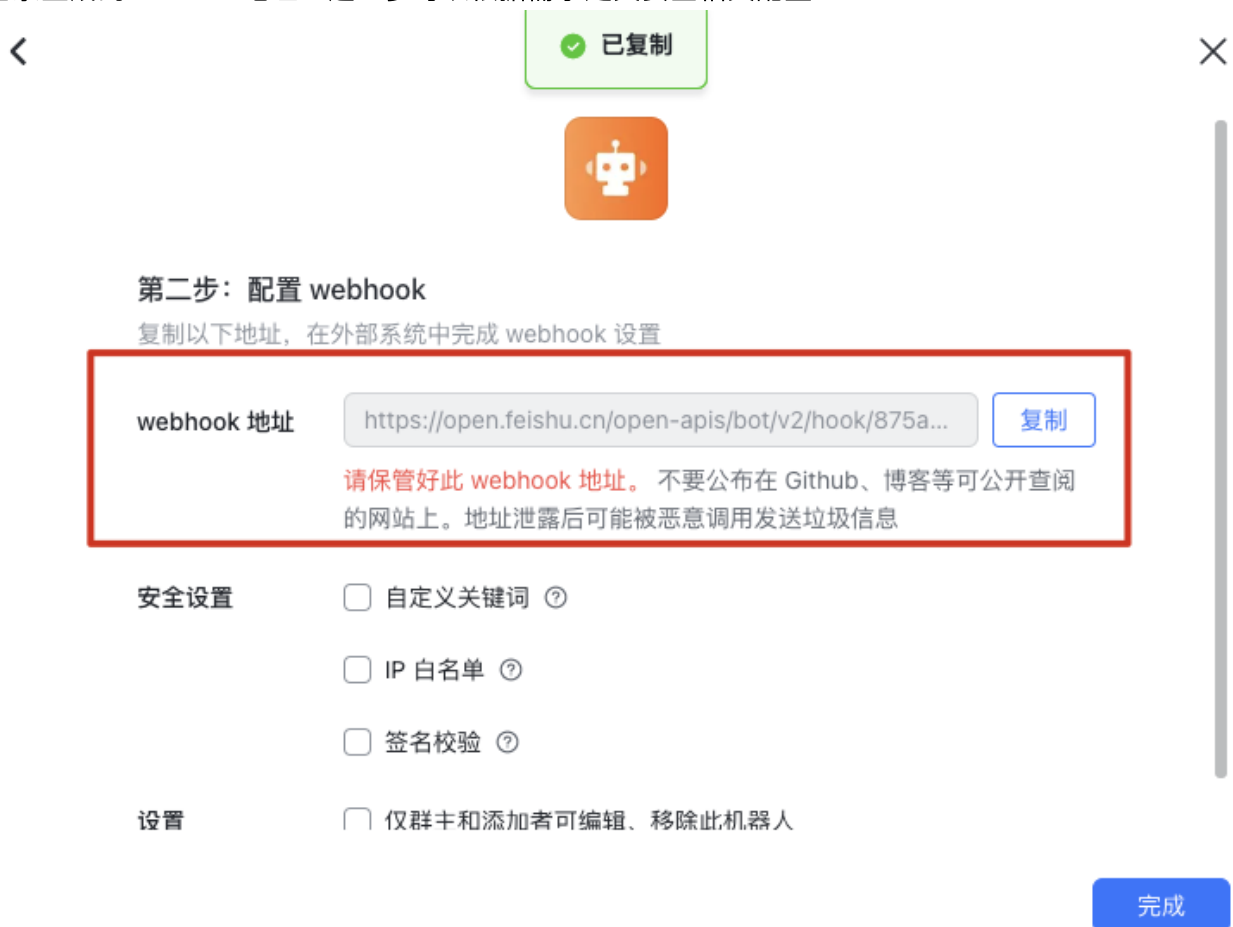 已复制
第二步：配置 webhook
复制以下地址，在外部系统中完成 webhook 设置
webhook 地址
https://open.feishu.cn/open-apis/bot/v2/hook/875a...
复制
请保管好此 webhook 地址。 不要公布在 Github、博客等可公开查阅
的网站上。地址泄露后可能被恶意调用发送垃圾信息
安全设置
自定义关键词
IP 白名单
签名校验
设置
仅群主和添加者可编辑、移除此机器人
完成